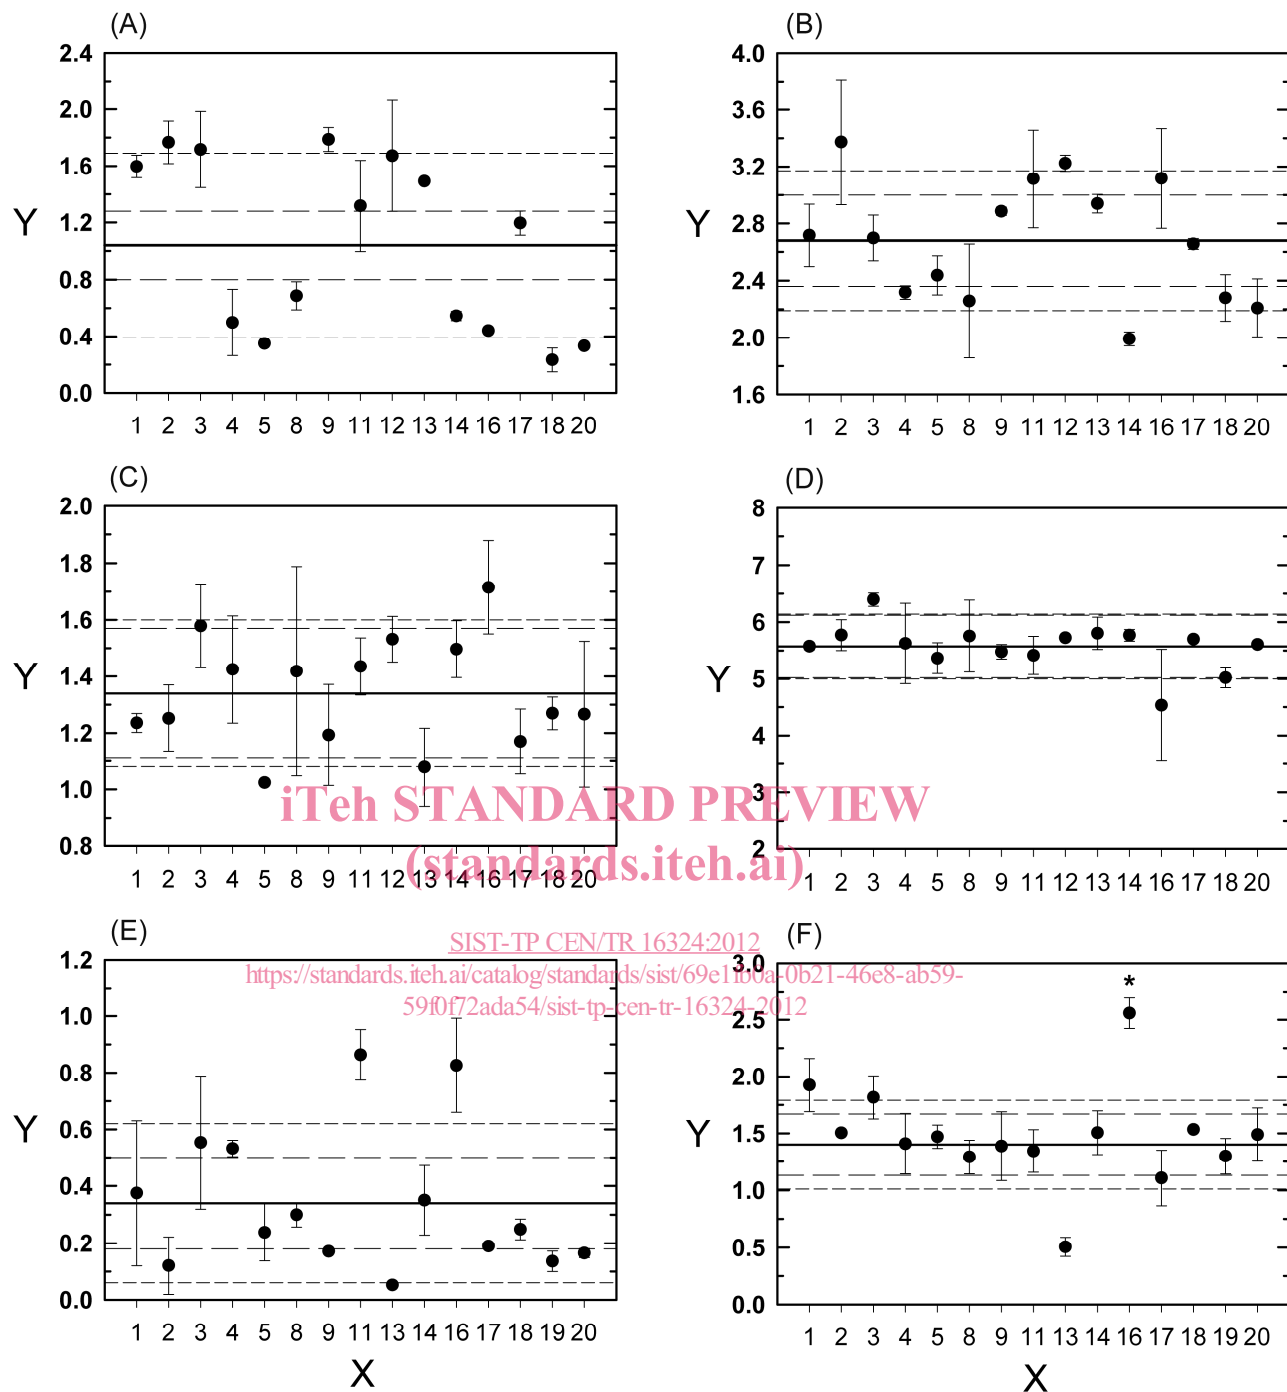 (A)
2.4
2.0
1.6
1.2
0.8
0.4
0.0
Y
1 2 3 4 5 8 9 11 12 13 14 16 17 18 20
(B)
4.0
3.6
3.2
2.8
2.4
2.0
1.6
Y
1 2 3 4 5 8 9 11 12 13 14 16 17 18 20
(C)
2.0
1.8
1.6
1.4
1.2
1.0
0.8
Y
1 2 3 4 5 8 9 11 12 13 14 16 17 18 20
(D)
8
7
6
5
4
3
2
Y
1 2 3 4 5 8 9 11 12 13 14 16 17 18 20
iTeh STANDARD PREVIEW
(standards.iteh.ai)
SIST-TP CEN/TR 16324:2012
https://standards.iteh.ai/catalog/standards/sist/69e1fb0a-0b21-46e8-ab59-
59f0f72ada54/sist-tp-cen-tr-16324-2012
(E)
1.2
1.0
0.8
0.6
0.4
0.2
0.0
Y
1 2 3 4 5 8 9 11 13 14 16 17 18 19 20
X
(F)
3.0
2.5
2.0
1.5
1.0
0.5
0.0
Y
*
1 2 3 4 5 8 9 11 13 14 16 17 18 19 20
X